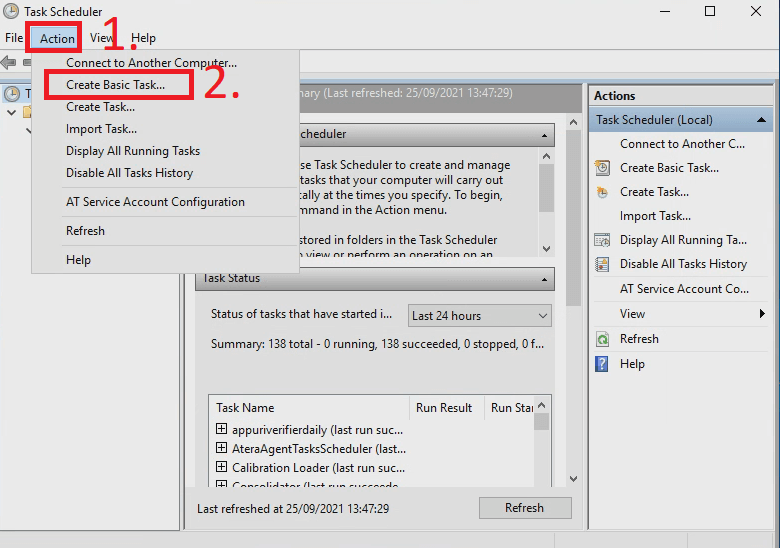 Task Scheduler
File Action View Help
1.
Connect to Another Computer...
Create Basic Task...
2.
Create Task...
Import Task...
Display All Running Tasks
Disable All Tasks History
AT Service Account Configuration
Refresh
Help
T
mary (Last refreshed: 25/09/2021 13:47:29)
cheduler
se Task Scheduler to create and manage
tasks that your computer will carry out
cally at the times you specify. To begin,
mmand in the Action menu.
stored in folders in the Task Scheduler
o view or perform an operation on an
Task Status
Status of tasks that have started i...
Last 24 hours
Summary: 138 total - 0 running, 138 succeeded, 0 stopped, 0 f...
Task Name Run Result Run Star
appuriverifierdaily (last run suc...
AteraAgentTasksScheduler (last...
Calibration Loader (last run suc...
Consolidator (last run succeede
Last refreshed at 25/09/2021 13:47:29
Refresh
Actions
Task Scheduler (Local)
Connect to Another C...
Create Basic Task...
Create Task...
Import Task...
Display All Running Ta...
Disable All Tasks History
AT Service Account Co...
View
Refresh
Help